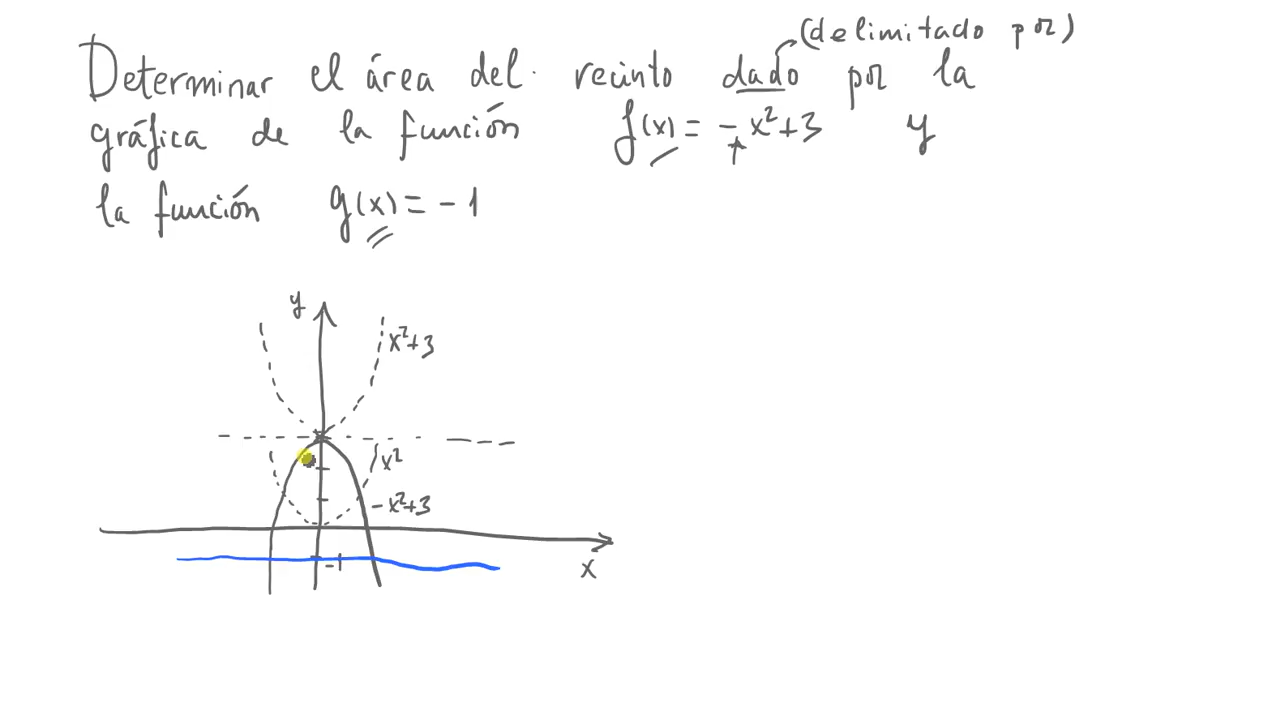 (delimitado por)
Determinar el área del recinto dado por la
gráfica de la función f(x) = -x²+3 y
la función g(x) = -1
y
x²+3
x²
-x²+3
-1
x